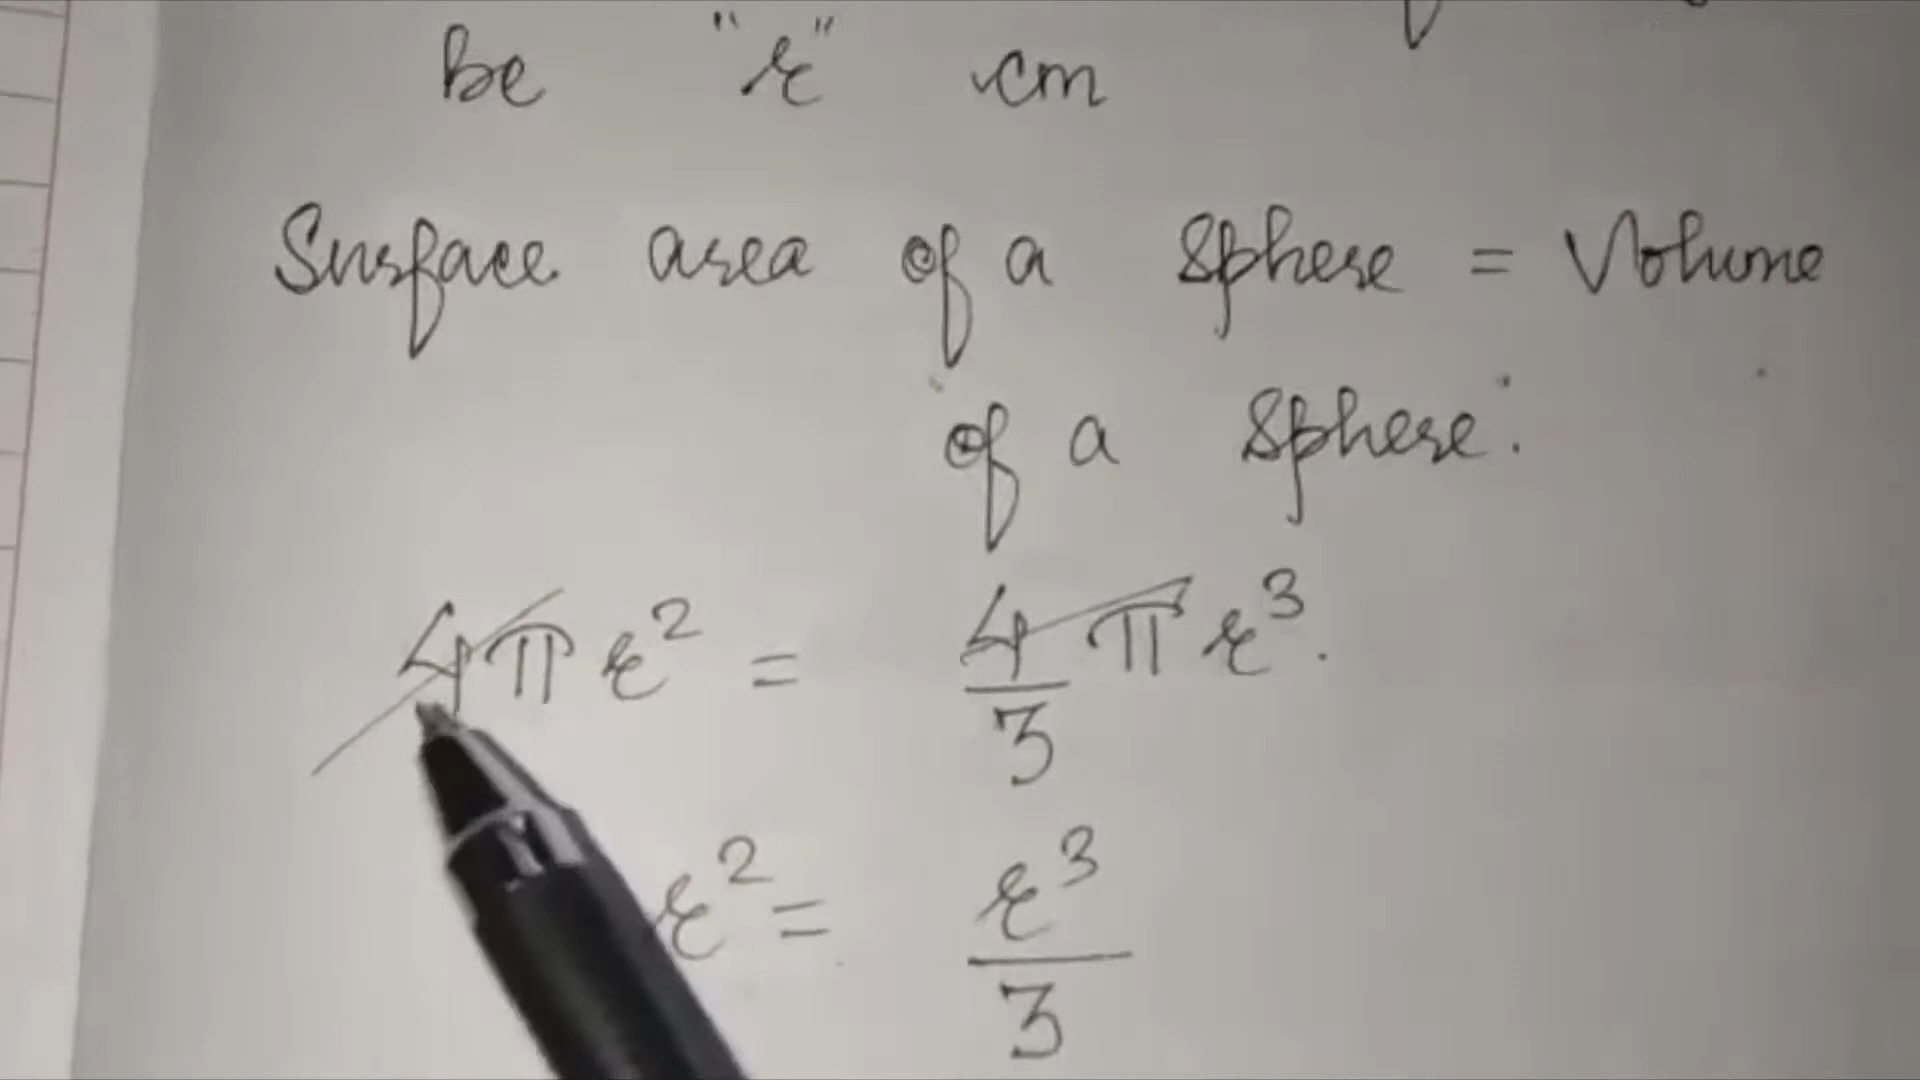 be "r" cm
Surface area of a sphere = Volume
of a sphere.
4πr² = 4/3 πr³.
r² = r³/3